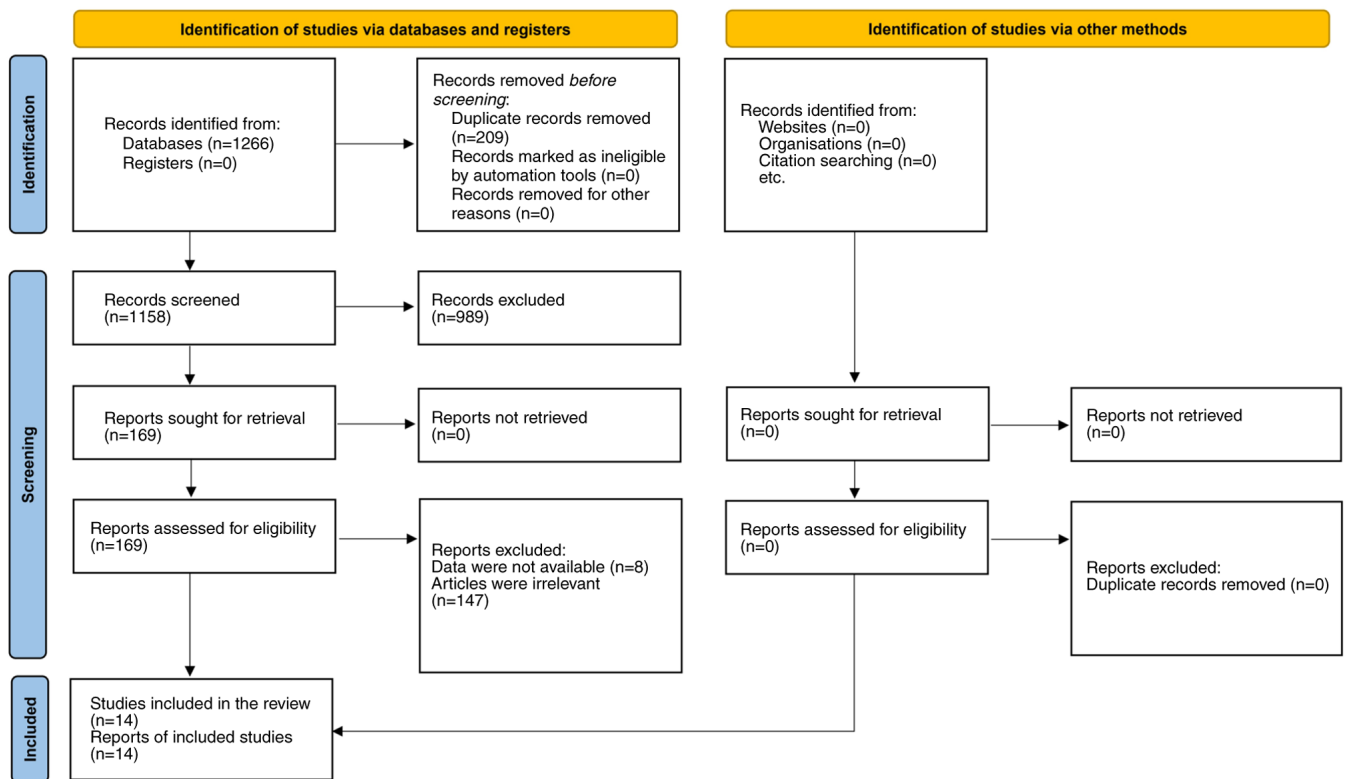 Identification of studies via databases and registers
Identification of studies via other methods
Identification
Records identified from:
Databases (n=1266)
Registers (n=0)
Records removed before
screening:
Duplicate records removed
(n=209)
Records marked as ineligible
by automation tools (n=0)
Records removed for other
reasons (n=0)
Records identified from:
Websites (n=0)
Organisations (n=0)
Citation searching (n=0)
etc.
Screening
Records screened
(n=1158)
Records excluded
(n=989)
Reports sought for retrieval
(n=169)
Reports not retrieved
(n=0)
Reports sought for retrieval
(n=0)
Reports not retrieved
(n=0)
Reports assessed for eligibility
(n=169)
Reports excluded:
Data were not available (n=8)
Articles were irrelevant
(n=147)
Reports assessed for eligibility
(n=0)
Reports excluded:
Duplicate records removed (n=0)
Included
Studies included in the review
(n=14)
Reports of included studies
(n=14)